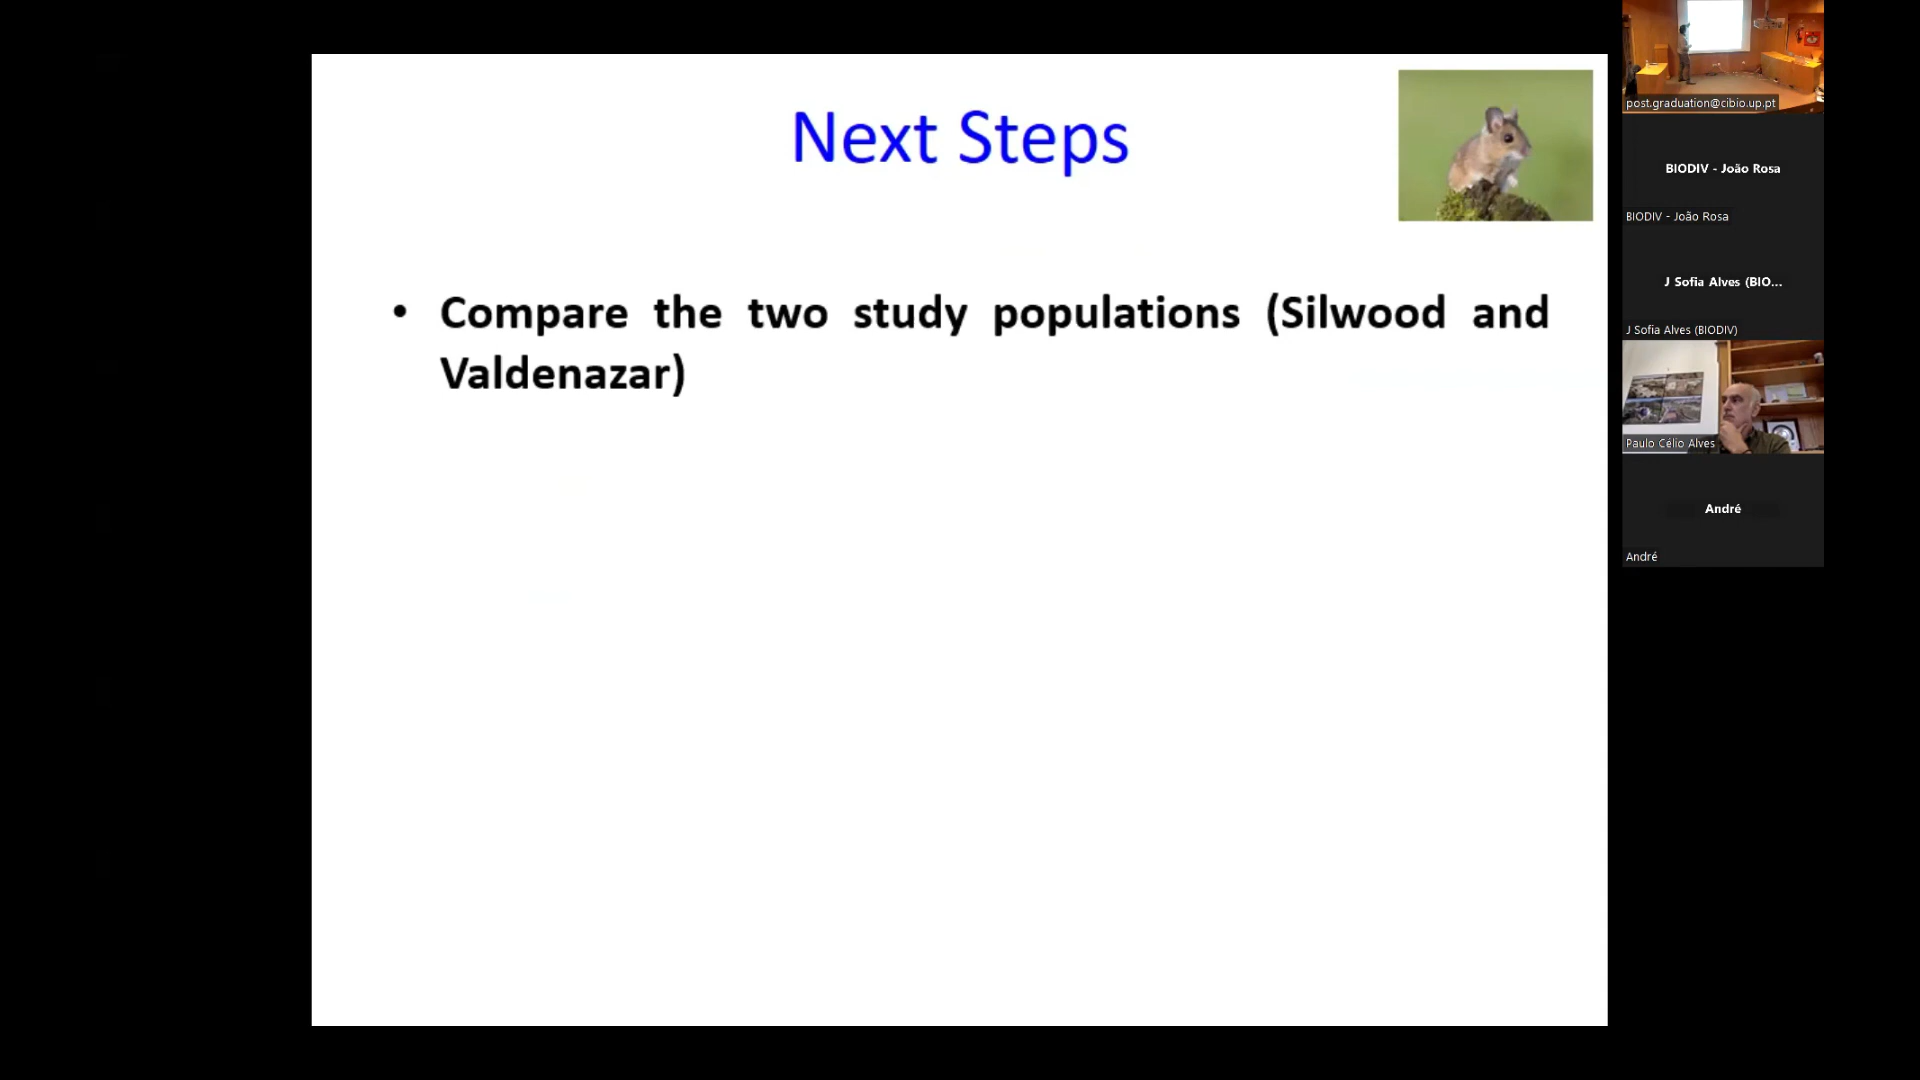 Next Steps
• Compare the two study populations (Silwood and
Valdenazar)
post.graduation@cibio.up.pt
BIODIV - João Rosa
BIODIV - João Rosa
J Sofia Alves (BIO...
J Sofia Alves (BIODIV)
Paulo Célio Alves
André
André